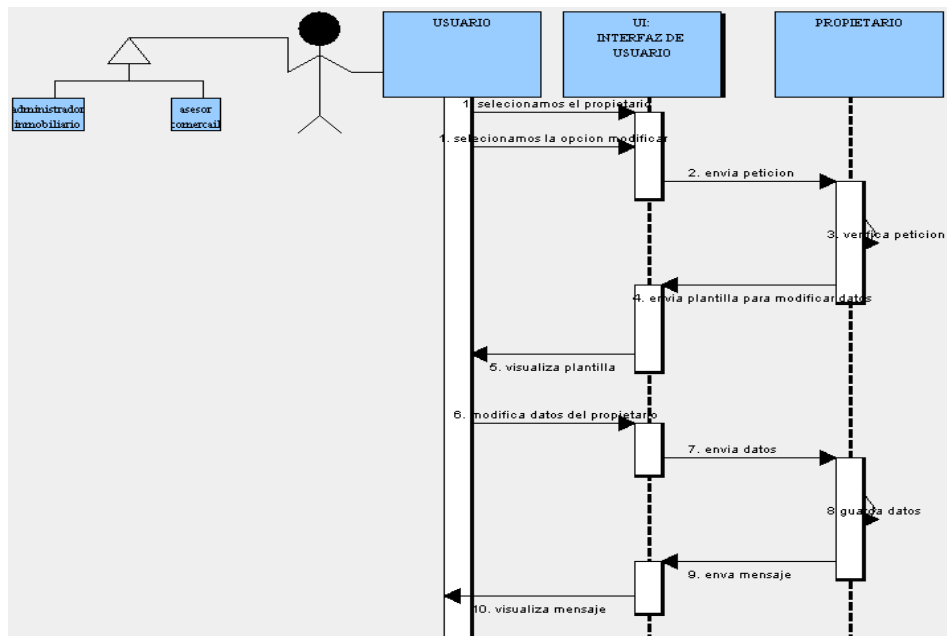 USUARIO
UI:
INTERFAZ DE
USUARIO
PROPIETARIO
administrador
inmobiliario
asesor
comercail
1. selecionamos el propietario
1. selecionamos la opcion modificar
2. envia peticion
3. verifica peticion
4. envia plantilla para modificar datos
5. visualiza plantilla
6. modifica datos del propietario
7. envia datos
8 guarda datos
9. enva mensaje
10. visualiza mensaje